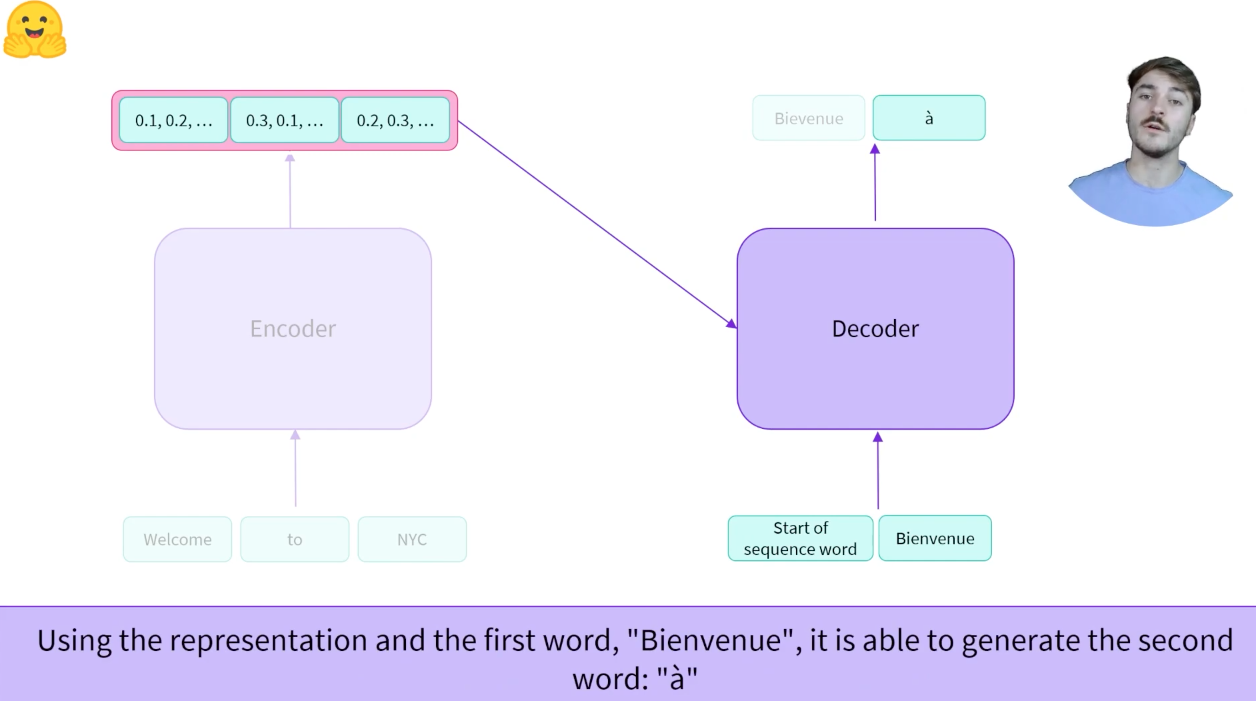 0.1, 0.2, … 0.3, 0.1, … 0.2, 0.3, …
Bievenue à
Encoder
Decoder
Welcome to NYC
Start of
sequence word
Bienvenue
Using the representation and the first word, "Bienvenue", it is able to generate the second
word: "à"